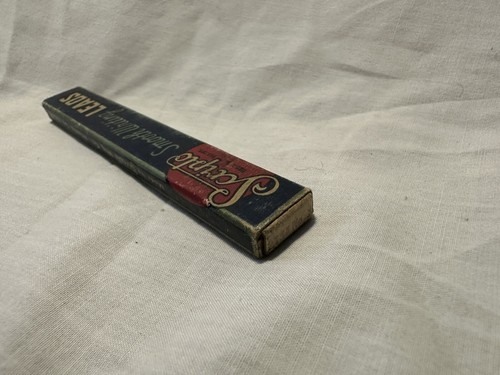 Scripto
Smooth Writing
LEADS